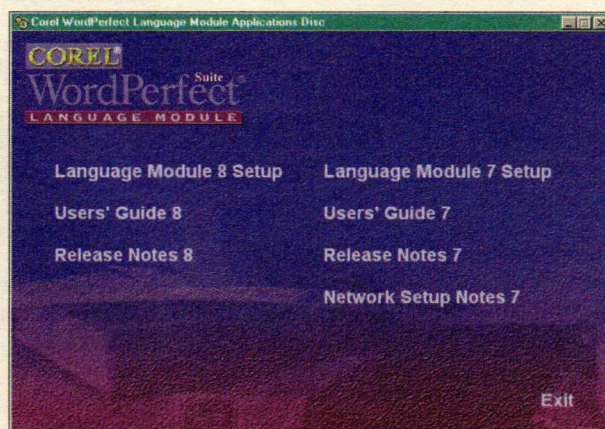 Corel WordPerfect Language Module Applications Disc
COREL®
WordPerfect® Suite
LANGUAGE MODULE
Language Module 8 Setup
Users' Guide 8
Release Notes 8
Language Module 7 Setup
Users' Guide 7
Release Notes 7
Network Setup Notes 7
Exit